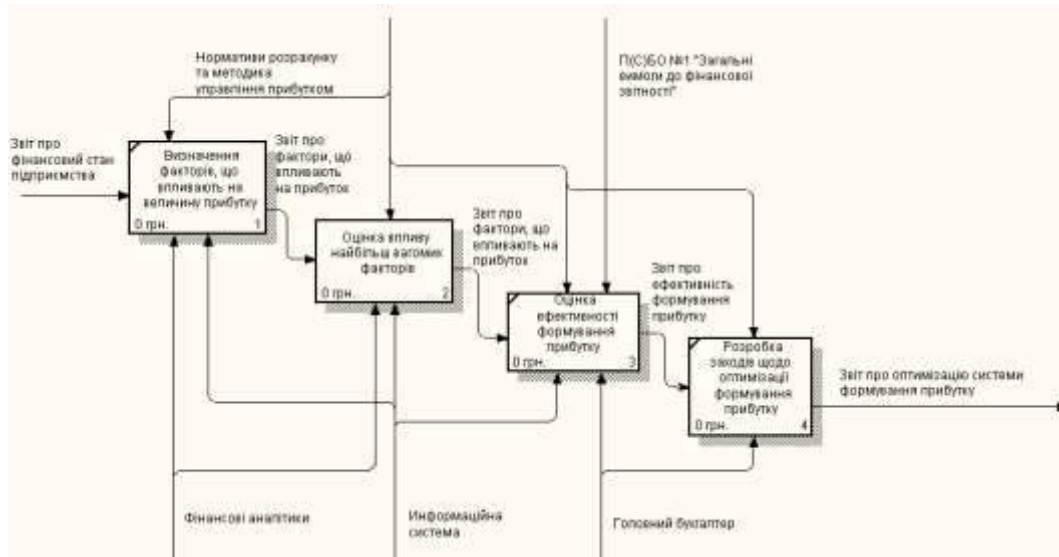 Нормативи розрахунку
та методика
управління прибутком
П(С)БО №1 "Загальні
вимоги до фінансової
звітності"
Звіт про
фінансовий стан
підприємства
Визначення
факторів, що
впливають на
величину прибутку
0 грн. 1
Звіт про
фактори, що
впливають
на прибуток
Оцінка впливу
найбільш вагомих
факторів
0 грн. 2
Звіт про
фактори, що
впливають на
прибуток
Оцінка
ефективності
формування
прибутку
0 грн. 3
Звіт про
ефективність
формування
прибутку
Розробка
заходів щодо
оптимізації
формування
прибутку
0 грн. 4
Звіт про оптимізацію системи
формування прибутку
Фінансові аналітики
Информаційна
система
Головний бухгалтер